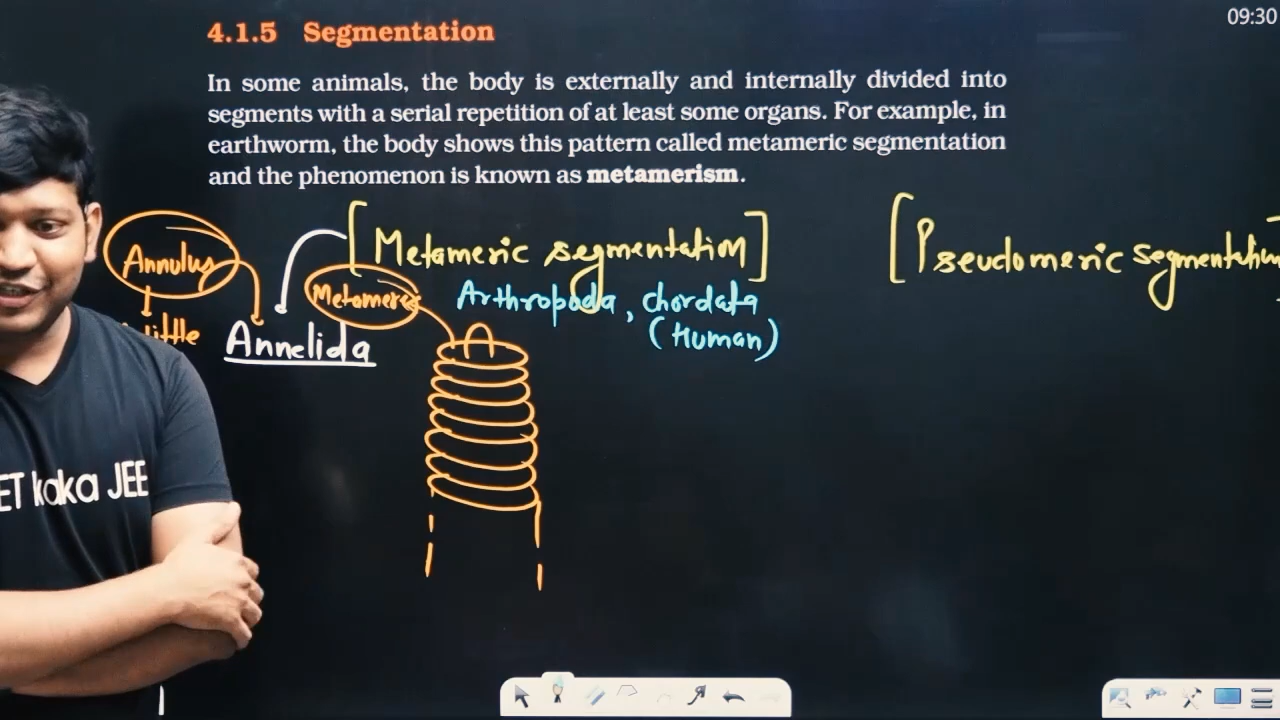 09:30
4.1.5 Segmentation
In some animals, the body is externally and internally divided into
segments with a serial repetition of at least some organs. For example, in
earthworm, the body shows this pattern called metameric segmentation
and the phenomenon is known as metamerism.
[Metameric segmentation]
[Pseudomeric segmentation]
Annulus
Metameres
Arthropoda, chordata
(Human)
little
Annelida
kaka JEE